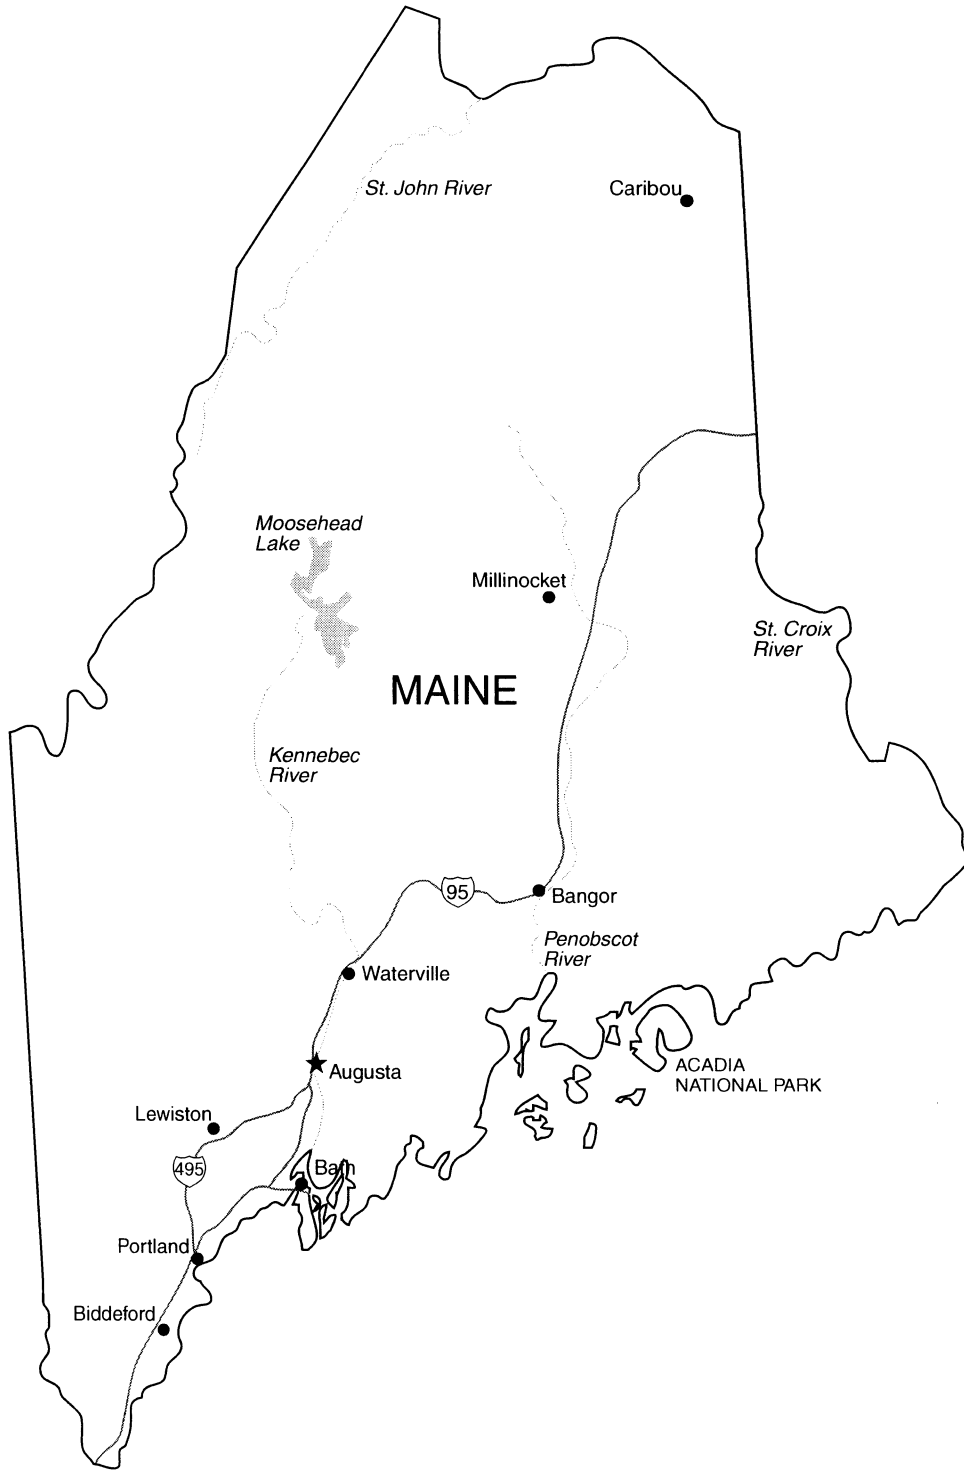 St. John River
Caribou
Moosehead
Lake
Millinocket
St. Croix
River
MAINE
Kennebec
River
95
Bangor
Penobscot
River
Waterville
Augusta
ACADIA
NATIONAL PARK
Lewiston
495
Bath
Portland
Biddeford